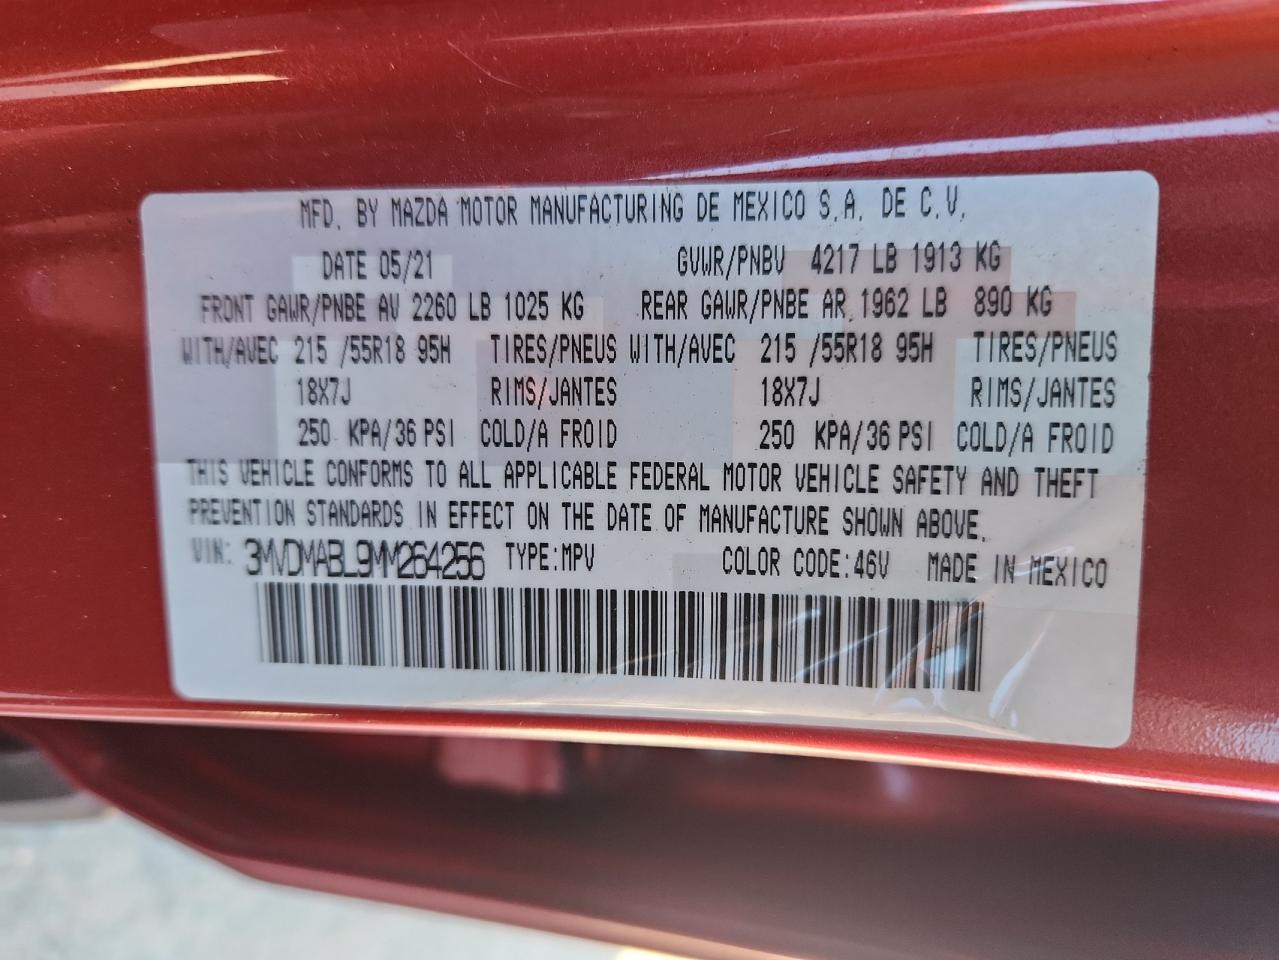 MFD. BY MAZDA MOTOR MANUFACTURING DE MEXICO S.A. DE C.V.
DATE 05/21 GVWR/PNBV 4217 LB 1913 KG
FRONT GAWR/PNBE AV 2260 LB 1025 KG REAR GAWR/PNBE AR 1962 LB 890 KG
WITH/AVEC 215 /55R18 95H TIRES/PNEUS WITH/AVEC 215 /55R18 95H TIRES/PNEUS
18X7J RIMS/JANTES 18X7J RIMS/JANTES
250 KPA/36 PSI COLD/A FROID 250 KPA/36 PSI COLD/A FROID
THIS VEHICLE CONFORMS TO ALL APPLICABLE FEDERAL MOTOR VEHICLE SAFETY AND THEFT
PREVENTION STANDARDS IN EFFECT ON THE DATE OF MANUFACTURE SHOWN ABOVE.
VIN: 3MVDMABL9MM264256 TYPE:MPV COLOR CODE:46V MADE IN MEXICO